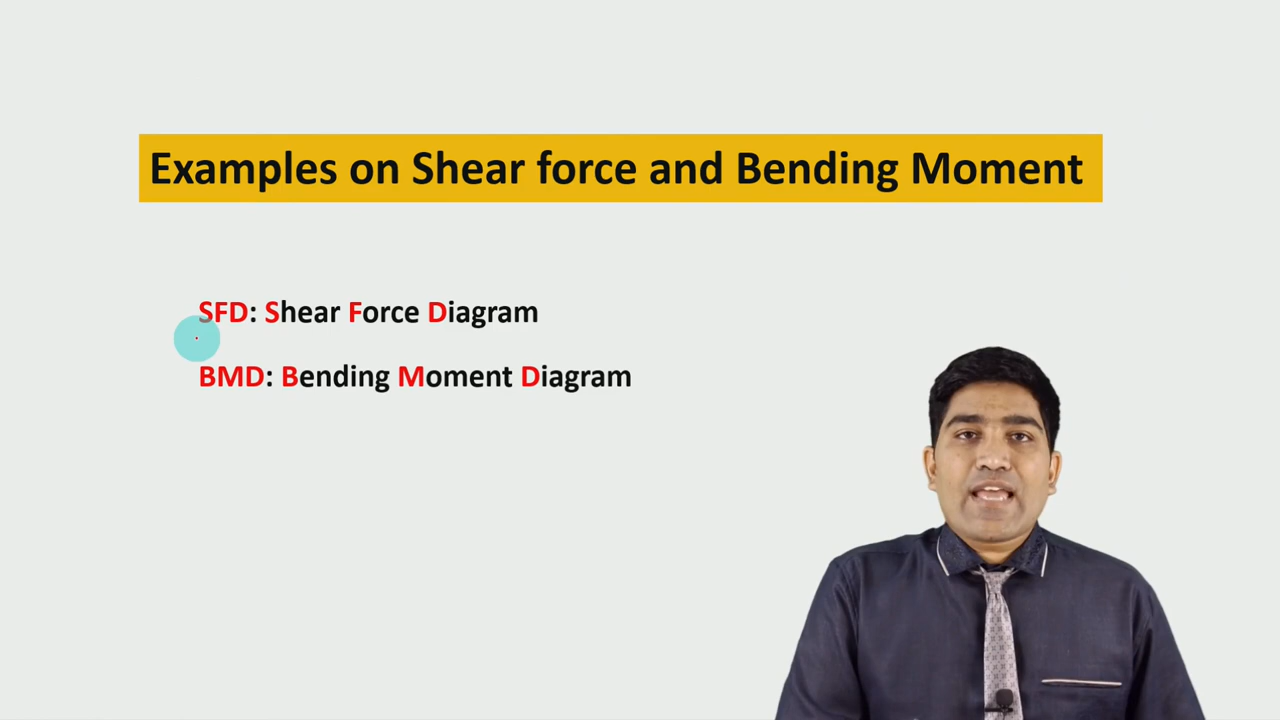 Examples on Shear force and Bending Moment
SFD: Shear Force Diagram
BMD: Bending Moment Diagram